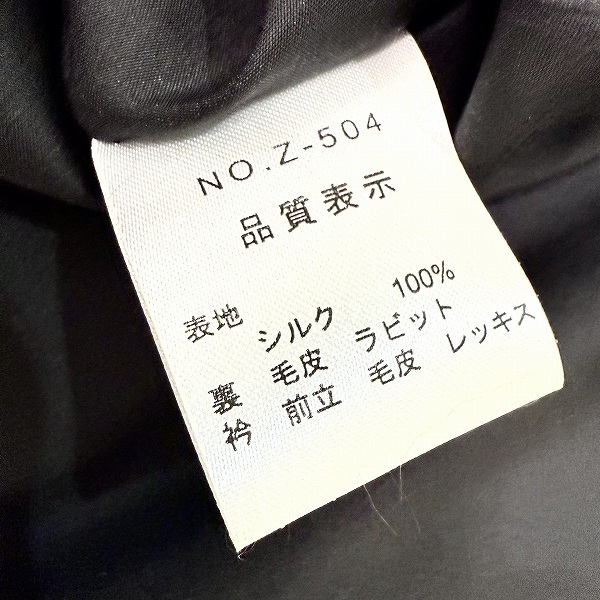 NO.Z-504
品質表示
表地 シルク 100%
裏 毛皮 ラビット
衿 前立 毛皮 レッキス